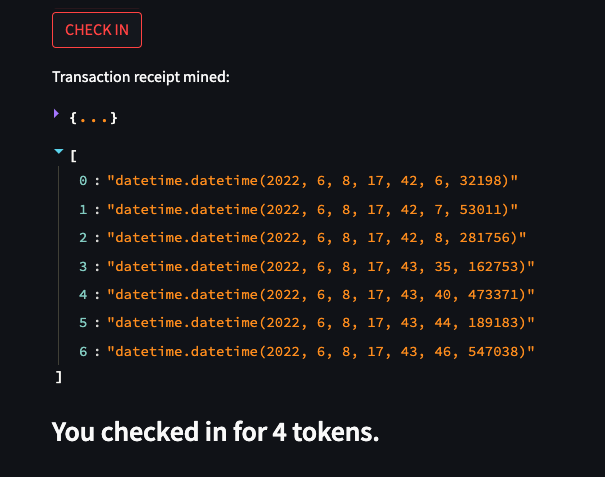 CHECK IN
Transaction receipt mined:
{...}
[
0 : "datetime.datetime(2022, 6, 8, 17, 42, 6, 32198)"
1 : "datetime.datetime(2022, 6, 8, 17, 42, 7, 53011)"
2 : "datetime.datetime(2022, 6, 8, 17, 42, 8, 281756)"
3 : "datetime.datetime(2022, 6, 8, 17, 43, 35, 162753)"
4 : "datetime.datetime(2022, 6, 8, 17, 43, 40, 473371)"
5 : "datetime.datetime(2022, 6, 8, 17, 43, 44, 189183)"
6 : "datetime.datetime(2022, 6, 8, 17, 43, 46, 547038)"
]
You checked in for 4 tokens.